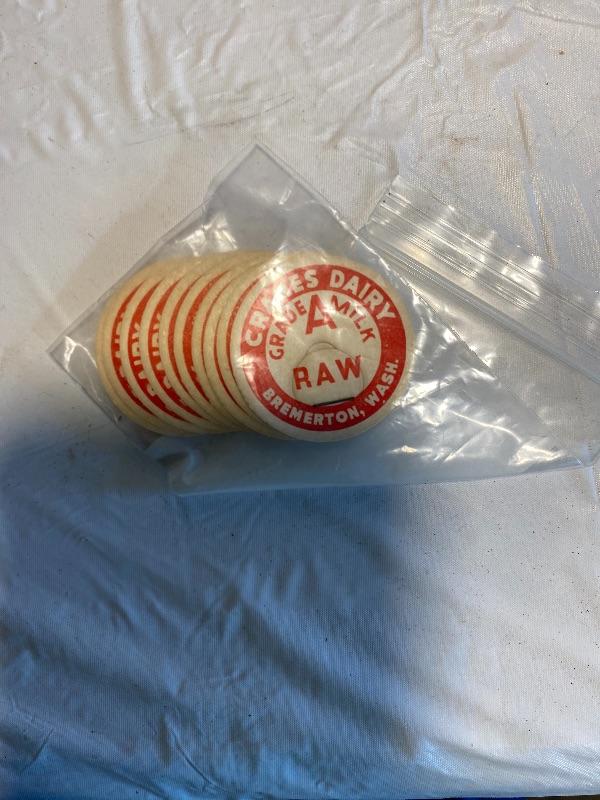 DAIRY
GRADE A MILK
RAW
BREMERTON, WASH.